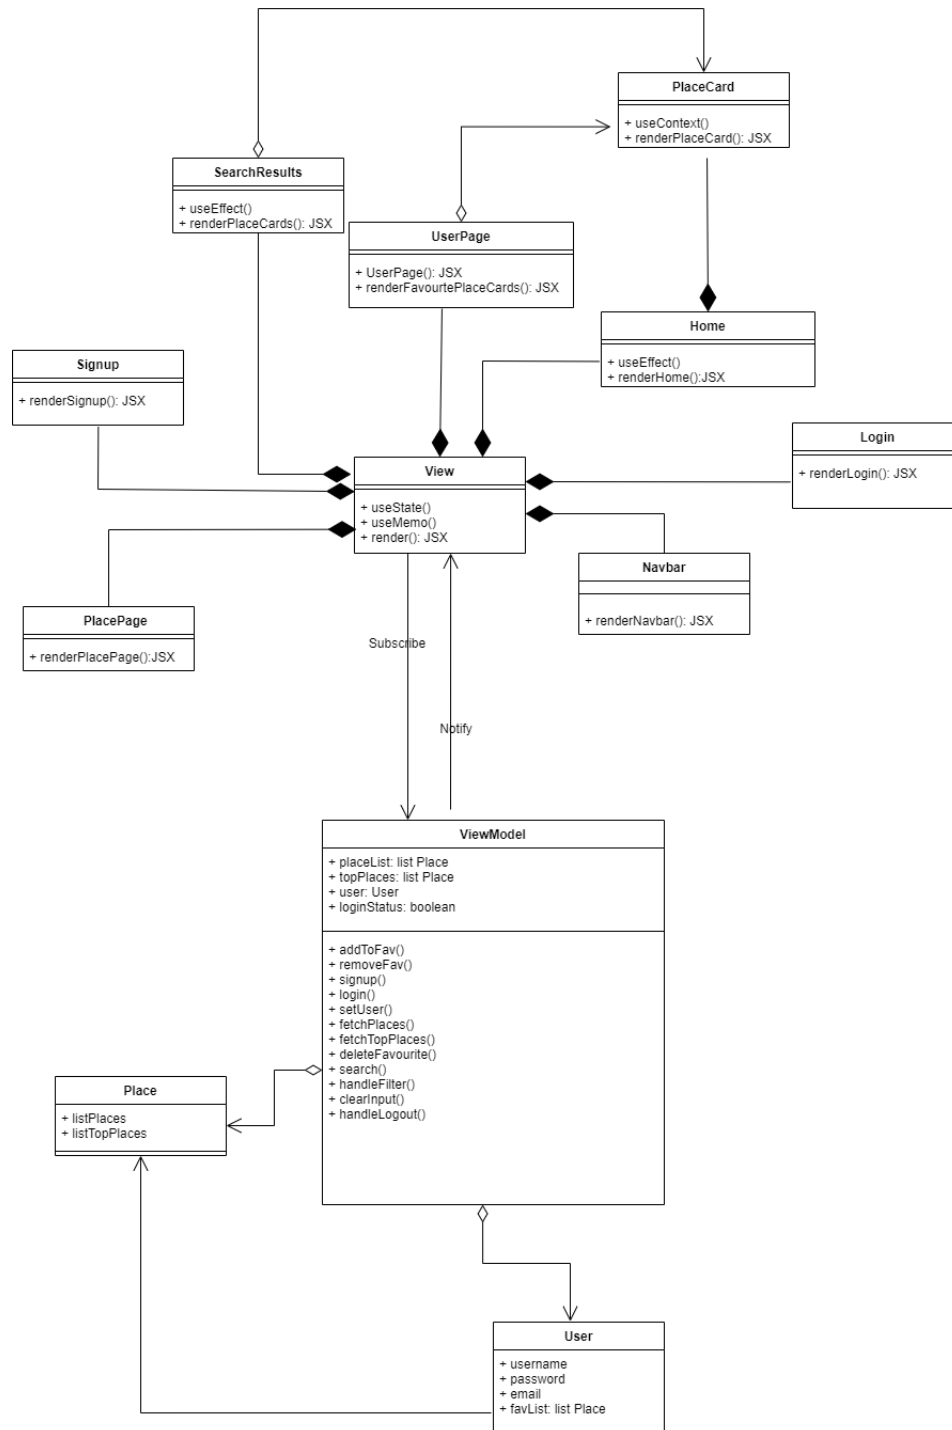 PlaceCard
+ useContext()
+ renderPlaceCard(): JSX
SearchResults
+ useEffect()
+ renderPlaceCards(): JSX
UserPage
+ UserPage(): JSX
+ renderFavourtePlaceCards(): JSX
Home
+ useEffect()
+ renderHome():JSX
Signup
+ renderSignup(): JSX
Login
+ renderLogin(): JSX
View
+ useState()
+ useMemo()
+ render(): JSX
Navbar
+ renderNavbar(): JSX
PlacePage
+ renderPlacePage():JSX
Subscribe
Notify
ViewModel
+ placeList: list Place
+ topPlaces: list Place
+ user: User
+ loginStatus: boolean
+ addToFav()
+ removeFav()
+ signup()
+ login()
+ setUser()
+ fetchPlaces()
+ fetchTopPlaces()
+ deleteFavourite()
+ search()
+ handleFilter()
+ clearInput()
+ handleLogout()
Place
+ listPlaces
+ listTopPlaces
User
+ username
+ password
+ email
+ favList: list Place